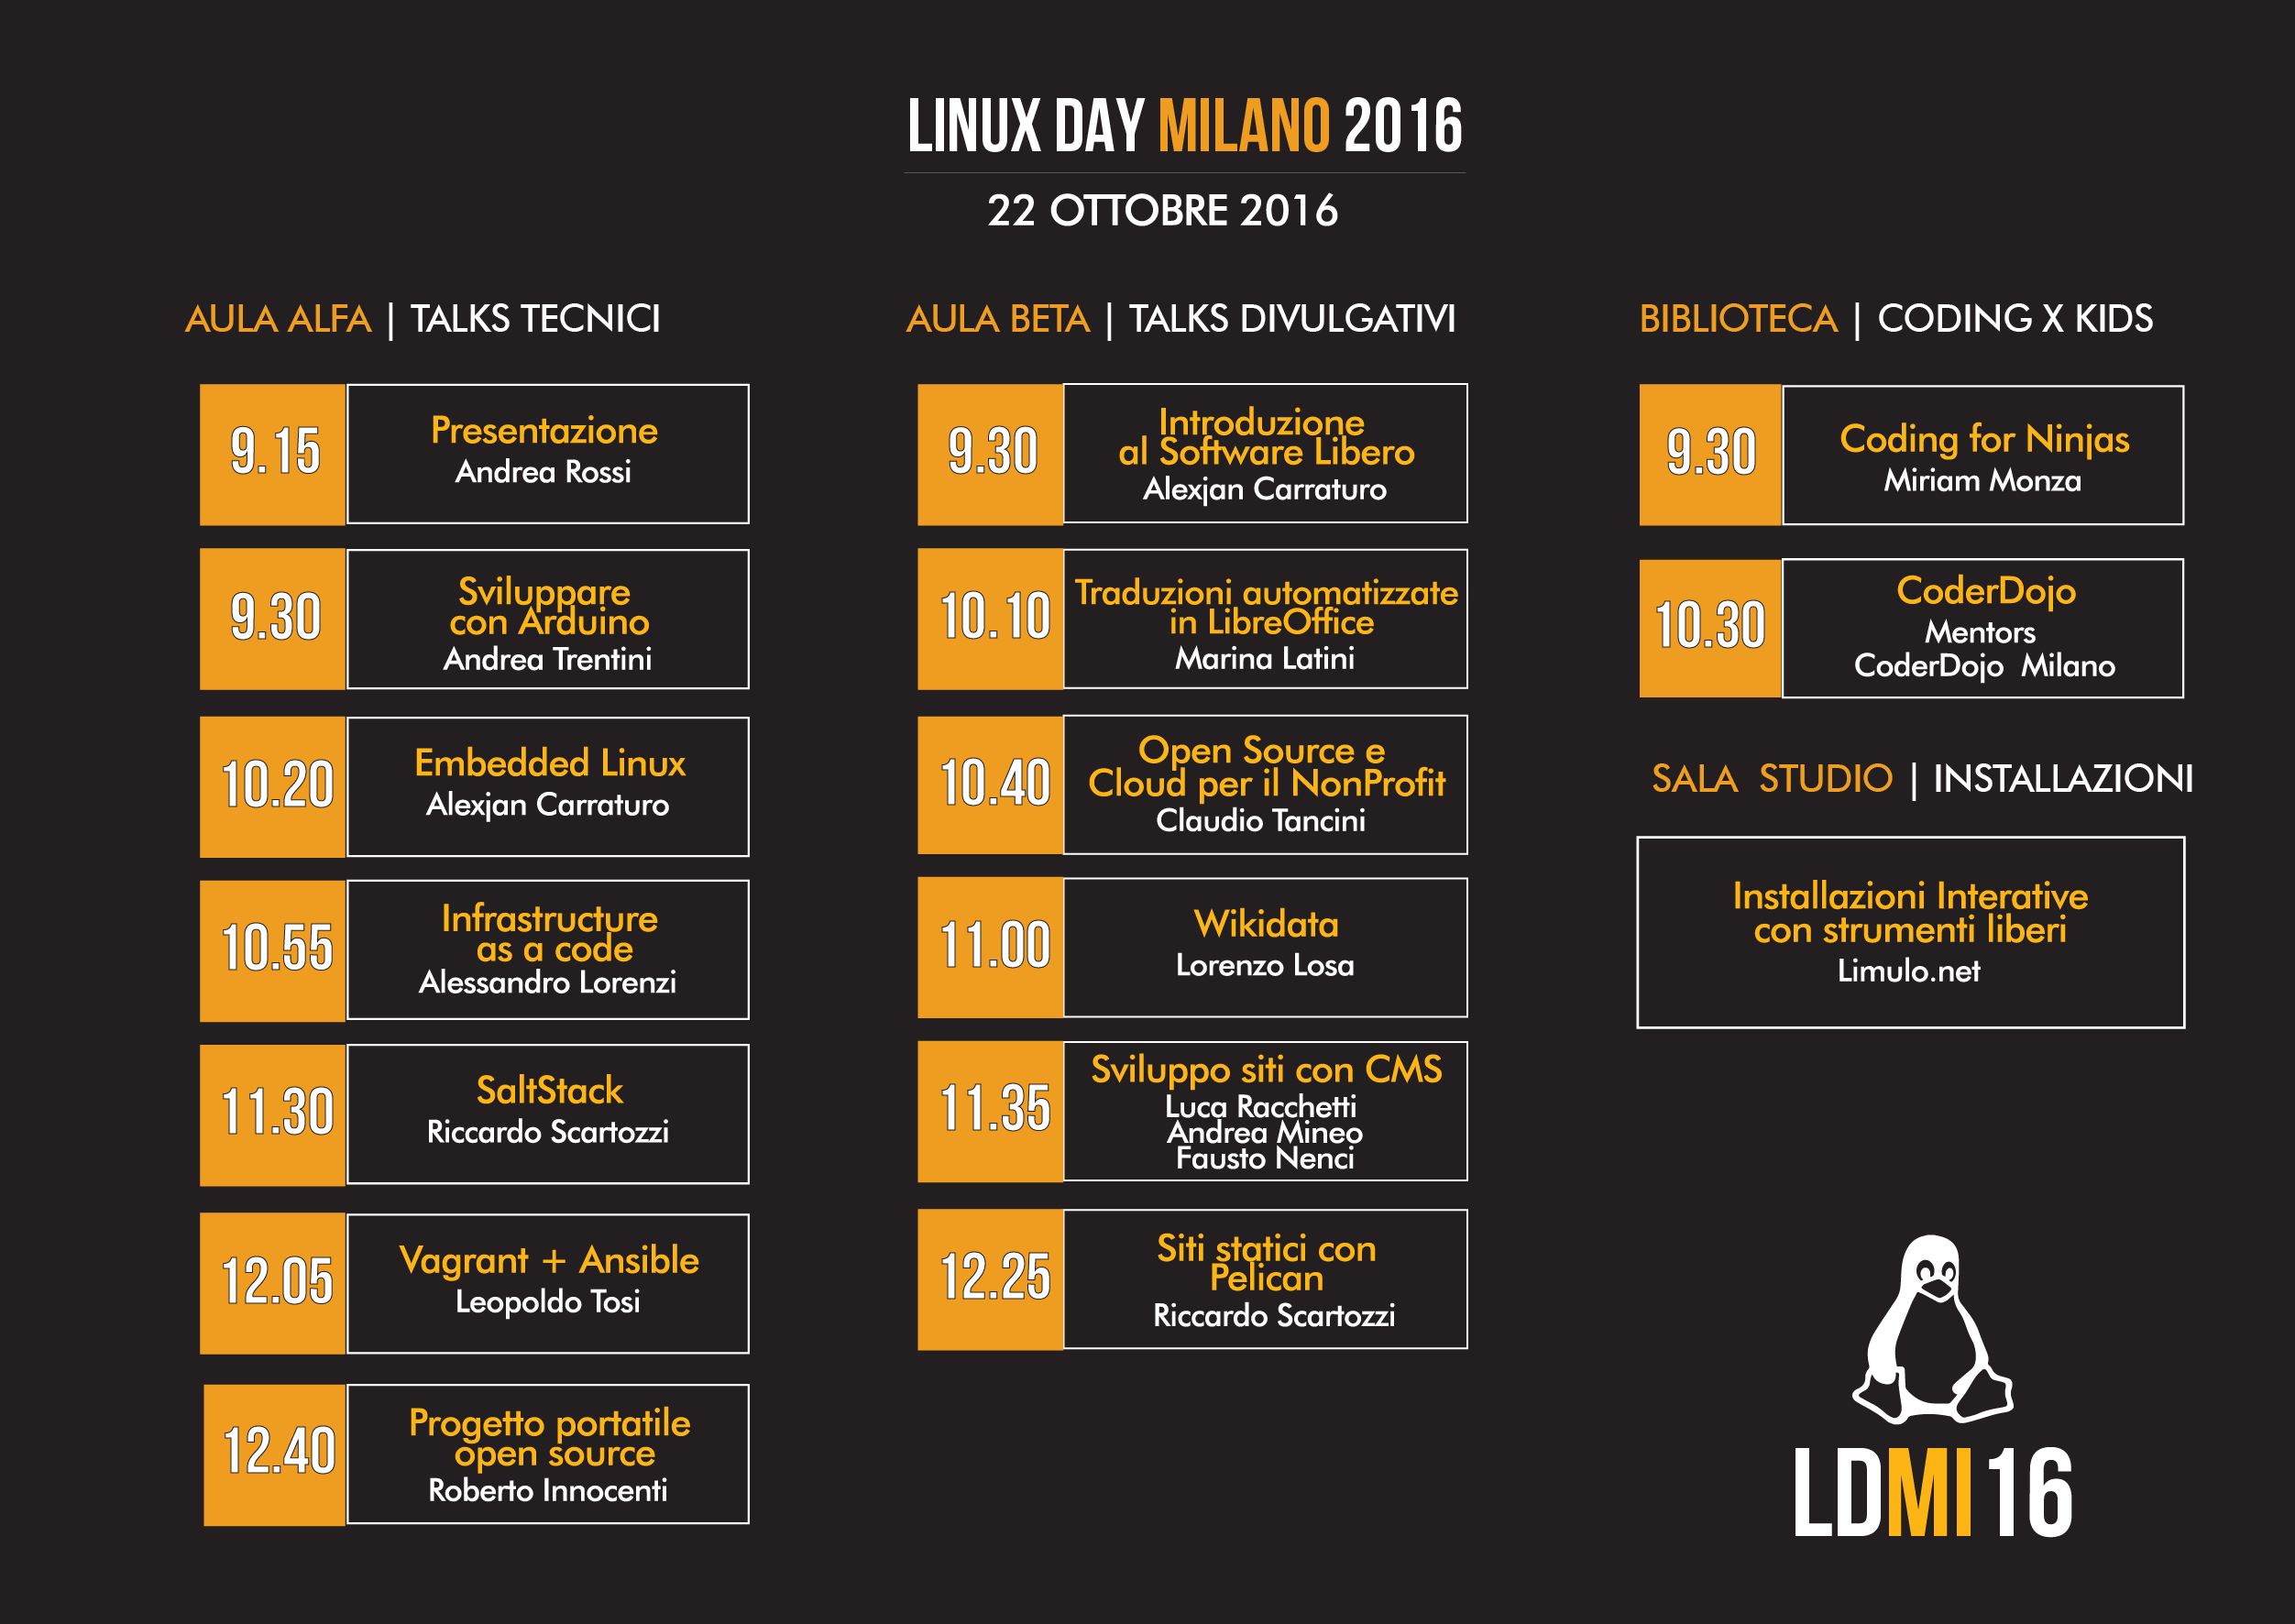 LINUX DAY MILANO 2016
22 OTTOBRE 2016
AULA ALFA | TALKS TECNICI
9.15
Presentazione
Andrea Rossi
9.30
Sviluppare
con Arduino
Andrea Trentini
10.20
Embedded Linux
Alexjan Carraturo
10.55
Infrastructure
as a code
Alessandro Lorenzi
11.30
SaltStack
Riccardo Scartozzi
12.05
Vagrant + Ansible
Leopoldo Tosi
12.40
Progetto portatile
open source
Roberto Innocenti
AULA BETA | TALKS DIVULGATIVI
9.30
Introduzione
al Software Libero
Alexjan Carraturo
10.10
Traduzioni automatizzate
in LibreOffice
Marina Latini
10.40
Open Source e
Cloud per il NonProfit
Claudio Tancini
11.00
Wikidata
Lorenzo Losa
11.35
Sviluppo siti con CMS
Luca Racchetti
Andrea Mineo
Fausto Nenci
12.25
Siti statici con
Pelican
Riccardo Scartozzi
BIBLIOTECA | CODING X KIDS
9.30
Coding for Ninjas
Miriam Monza
10.30
CoderDojo
Mentors
CoderDojo Milano
SALA STUDIO | INSTALLAZIONI
Installazioni Interative
con strumenti liberi
Limulo.net
LDMI 16